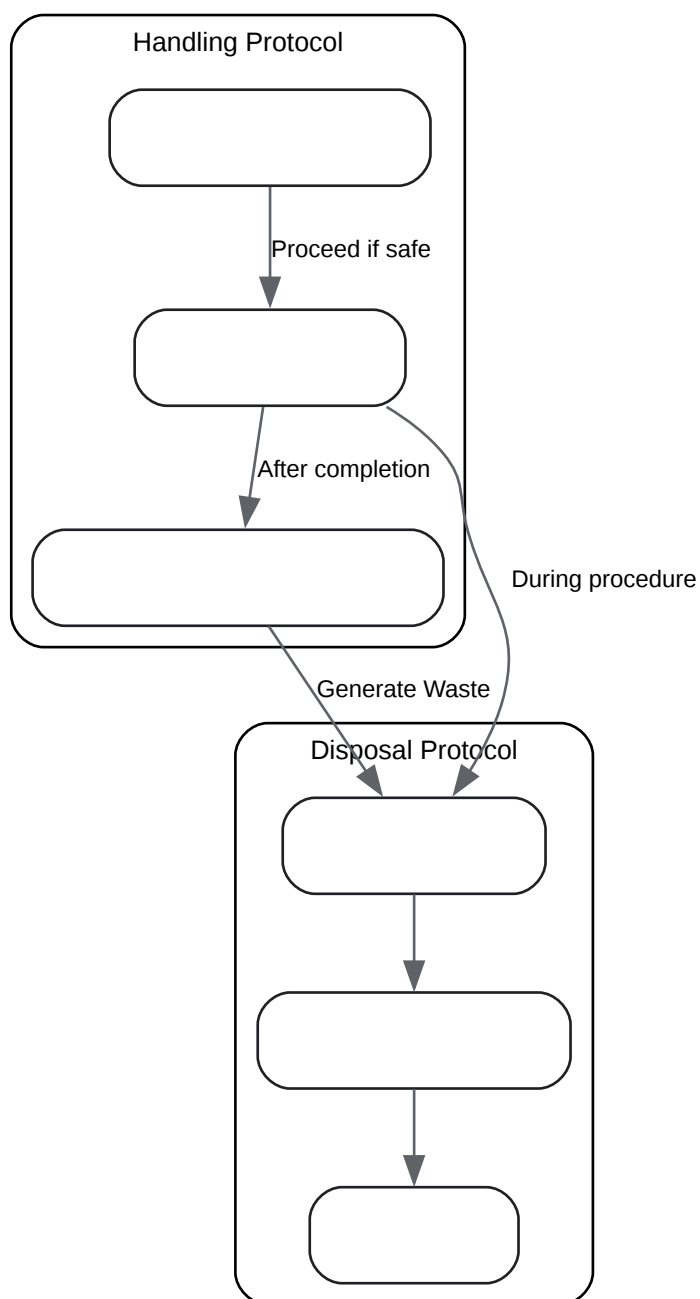 Handling Protocol
Proceed if safe
After completion
During procedure
Generate Waste
Disposal Protocol